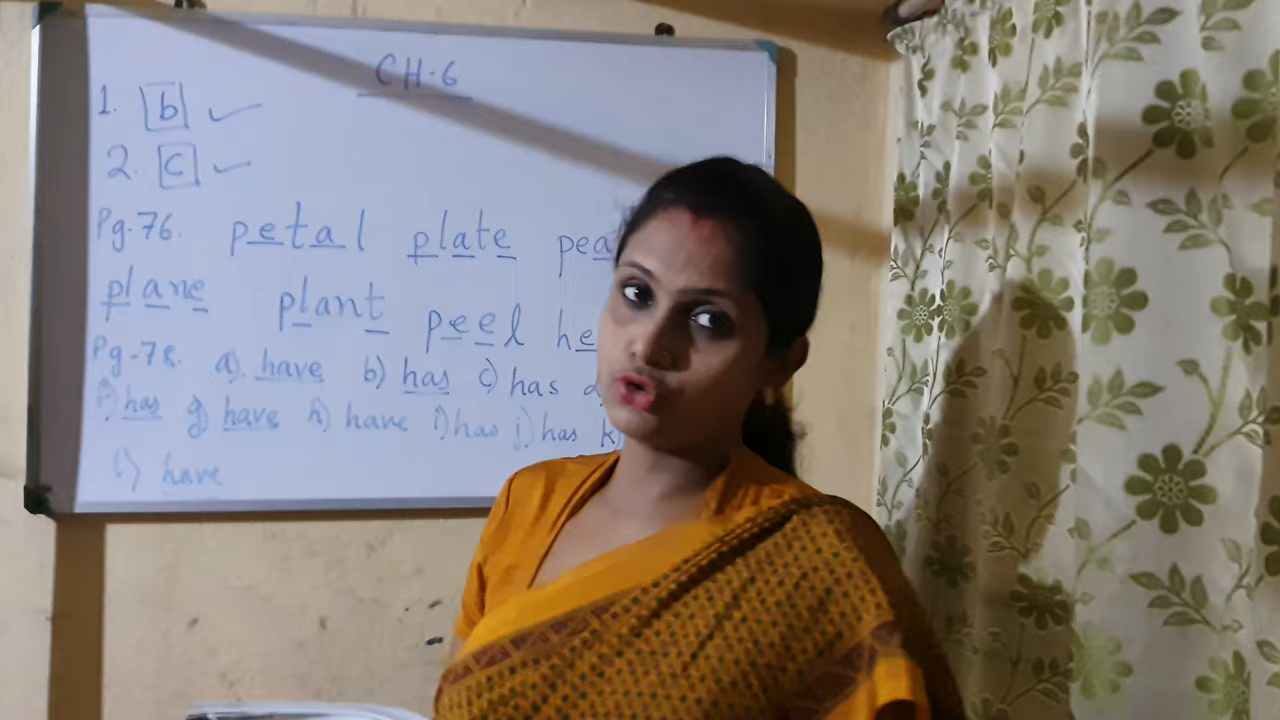 CH-6
1. b ✓
2. c ✓
Pg.76. petal plate
plane plant peel
Pg-78. a). have b) has c) has
has g) have h) have i) has j) has k)
l) have